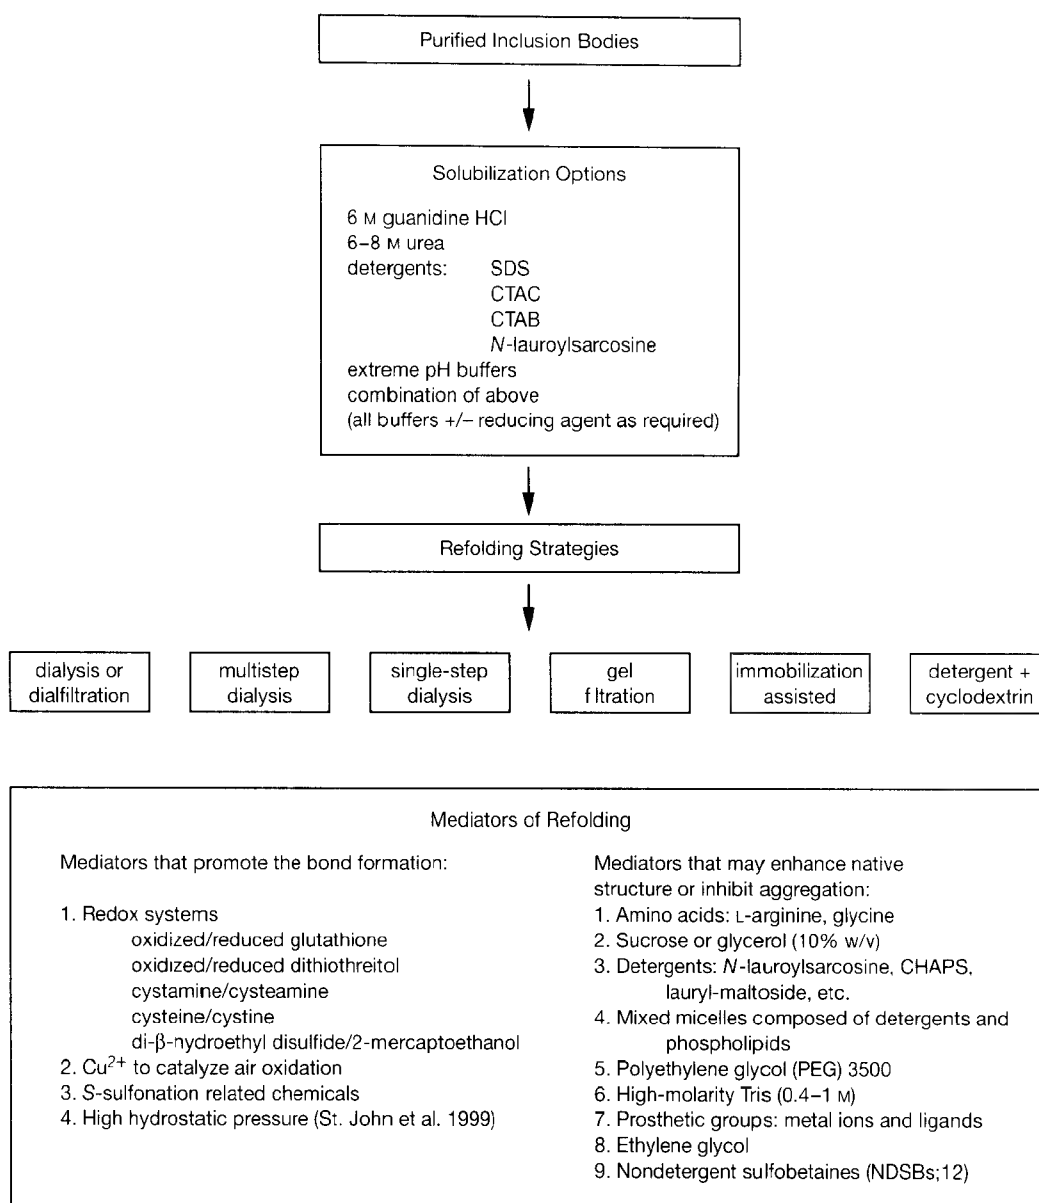 Purified Inclusion Bodies
Solubilization Options
6 M guanidine HCl
6–8 M urea
detergents: SDS
CTAC
CTAB
N-lauroylsarcosine
extreme pH buffers
combination of above
(all buffers +/– reducing agent as required)
Refolding Strategies
dialysis or
dialfiltration
multistep
dialysis
single-step
dialysis
gel
filtration
immobilization
assisted
detergent +
cyclodextrin
Mediators of Refolding
Mediators that promote the bond formation:
1. Redox systems
oxidized/reduced glutathione
oxidized/reduced dithiothreitol
cystamine/cysteamine
cysteine/cystine
di-β-hydroethyl disulfide/2-mercaptoethanol
2. Cu²⁺ to catalyze air oxidation
3. S-sulfonation related chemicals
4. High hydrostatic pressure (St. John et al. 1999)
Mediators that may enhance native
structure or inhibit aggregation:
1. Amino acids: L-arginine, glycine
2. Sucrose or glycerol (10% w/v)
3. Detergents: N-lauroylsarcosine, CHAPS,
lauryl-maltoside, etc.
4. Mixed micelles composed of detergents and
phospholipids
5. Polyethylene glycol (PEG) 3500
6. High-molarity Tris (0.4–1 M)
7. Prosthetic groups: metal ions and ligands
8. Ethylene glycol
9. Nondetergent sulfobetaines (NDSBs;12)